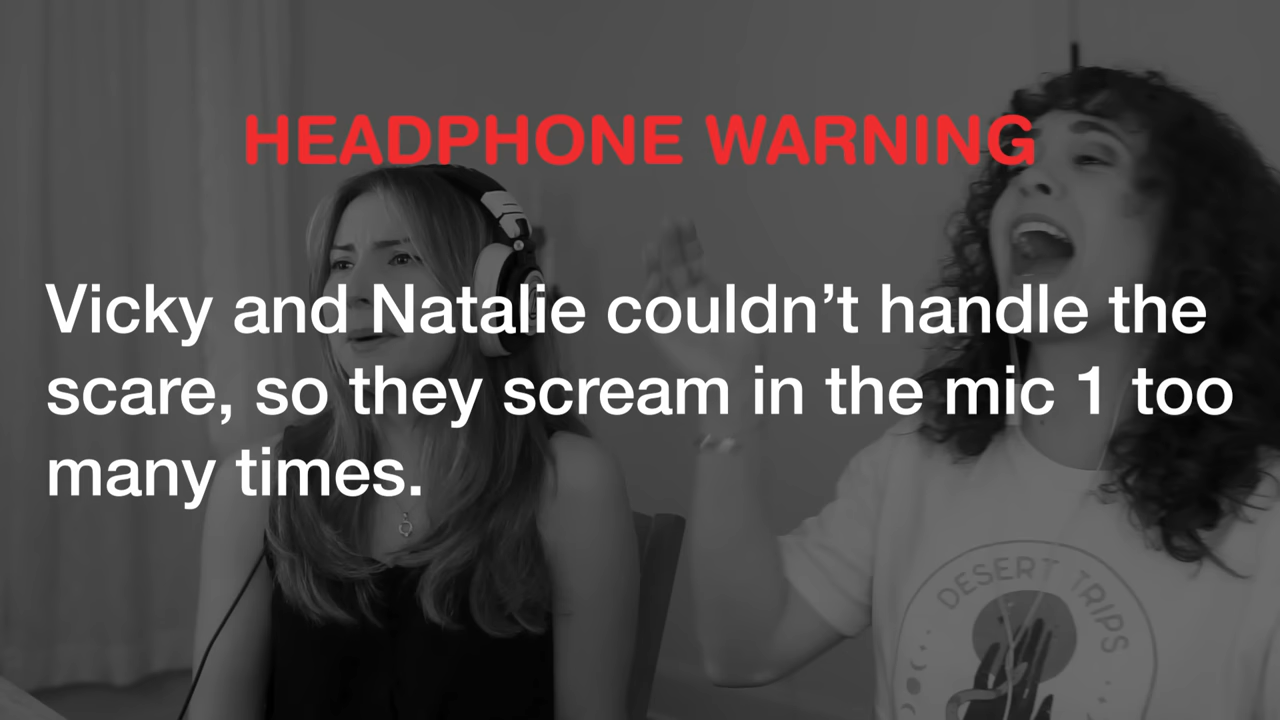 HEADPHONE WARNING
Vicky and Natalie couldn’t handle the
scare, so they scream in the mic 1 too
many times.
DESERT TRIPS